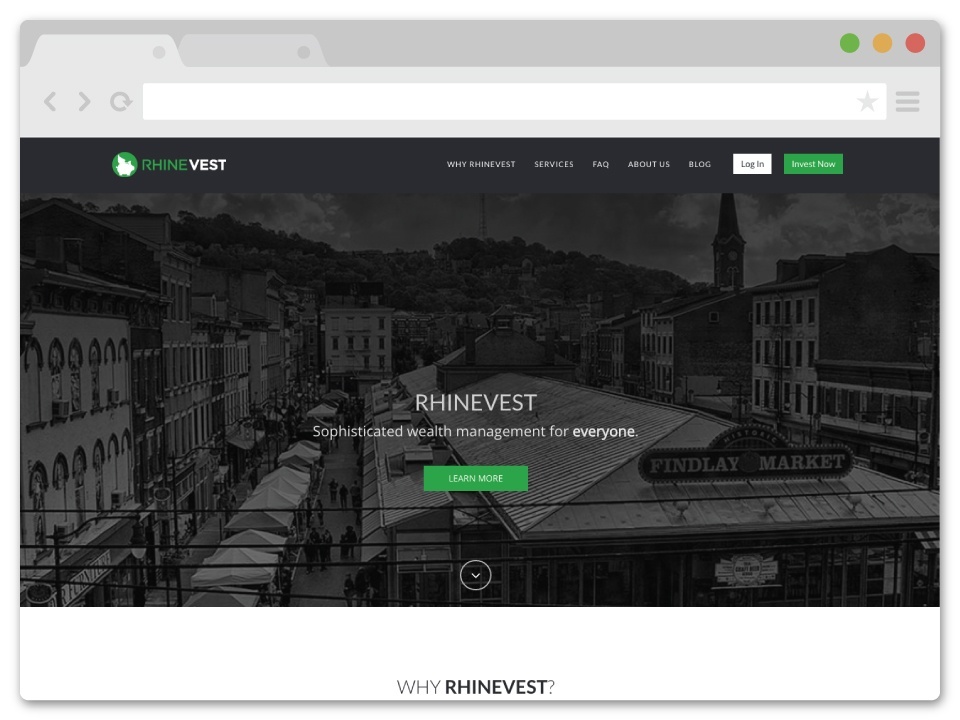 RHINEVEST
WHY RHINEVEST
SERVICES
FAQ
ABOUT US
BLOG
Log In
Invest Now
RHINEVEST
Sophisticated wealth management for everyone.
FINDLAY MARKET
LEARN MORE
WHY RHINEVEST?